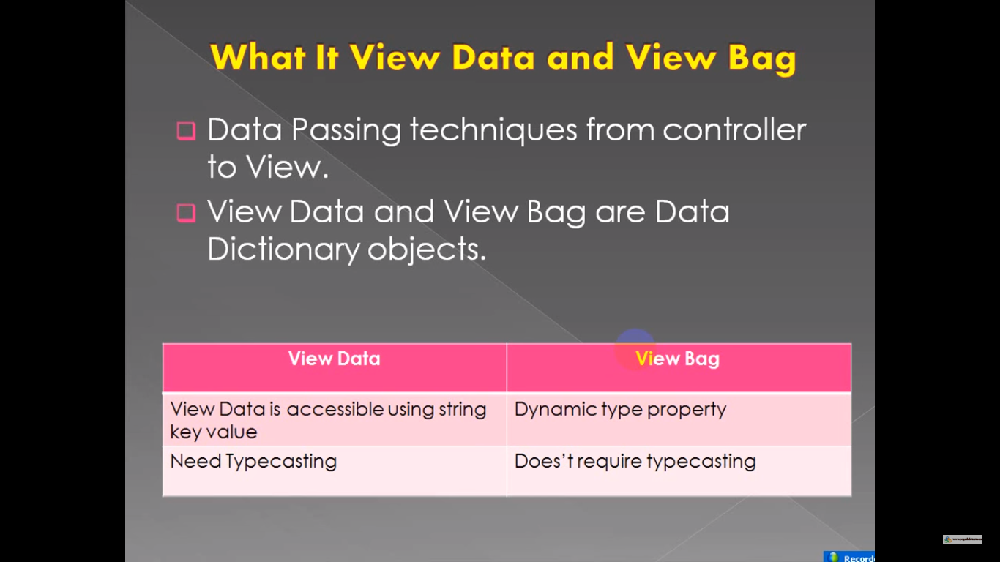 What It View Data and View Bag
Data Passing techniques from controller
to View.
View Data and View Bag are Data
Dictionary objects.
View Data
View Bag
View Data is accessible using string
key value
Dynamic type property
Need Typecasting
Does't require typecasting